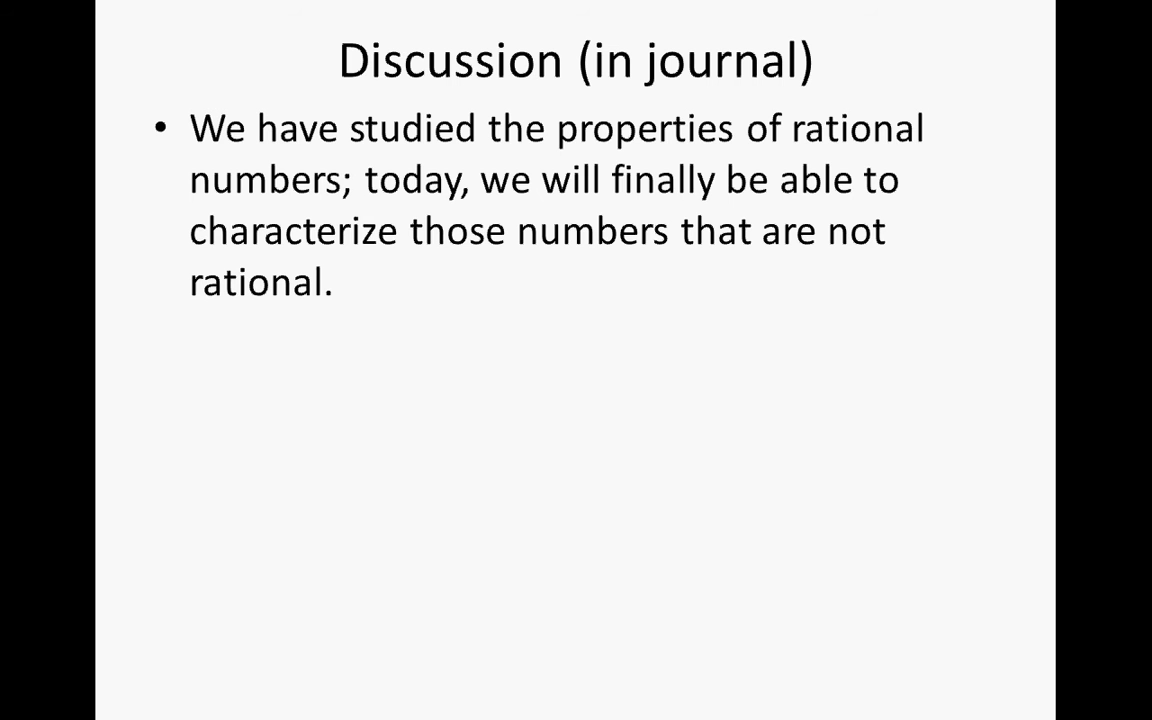 Discussion (in journal)
• We have studied the properties of rational
numbers; today, we will finally be able to
characterize those numbers that are not
rational.